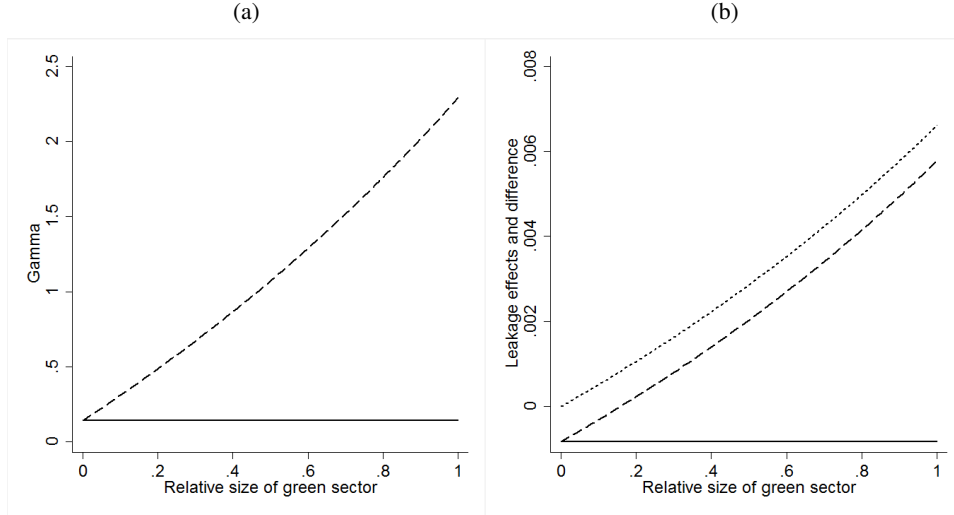 (a)
(b)
2.5
2
1.5
1
.5
0
Gamma
0 .2 .4 .6 .8 1
Relative size of green sector
.008
.006
.004
.002
0
Leakage effects and difference
0 .2 .4 .6 .8 1
Relative size of green sector